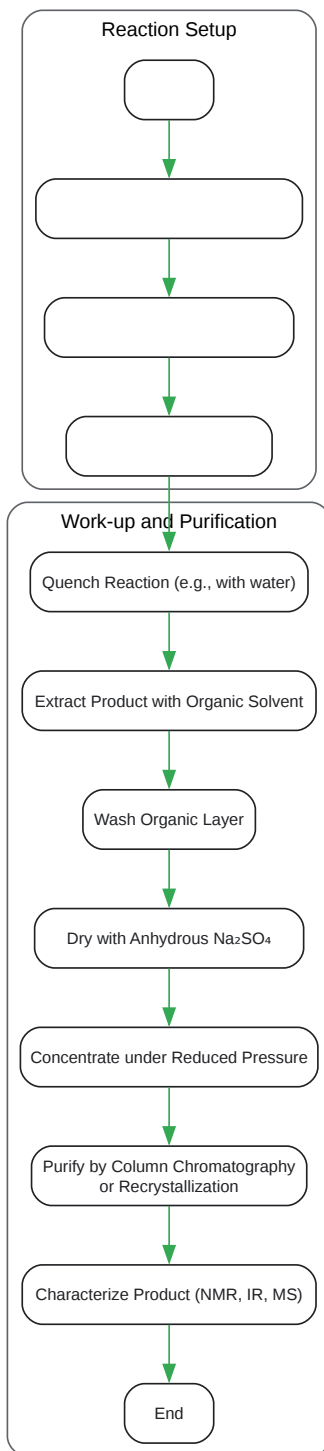 Reaction Setup
Work-up and Purification
Quench Reaction (e.g., with water)
Extract Product with Organic Solvent
Wash Organic Layer
Dry with Anhydrous Na₂SO₄
Concentrate under Reduced Pressure
Purify by Column Chromatography
or Recrystallization
Characterize Product (NMR, IR, MS)
End